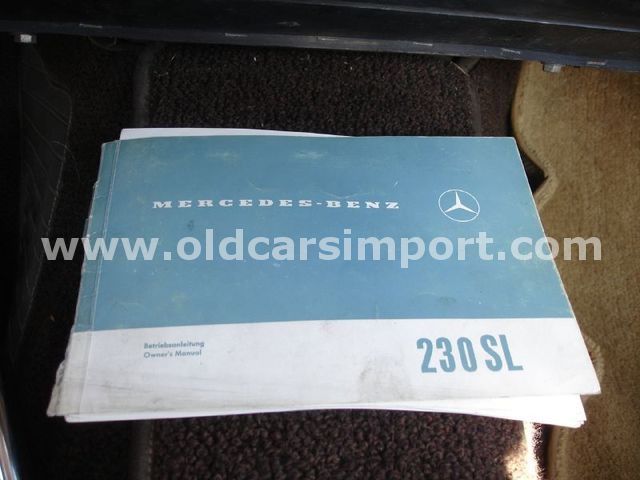 MERCEDES-BENZ
www.oldcarsimport.com
Betriebsanleitung
Owner's Manual
230 SL